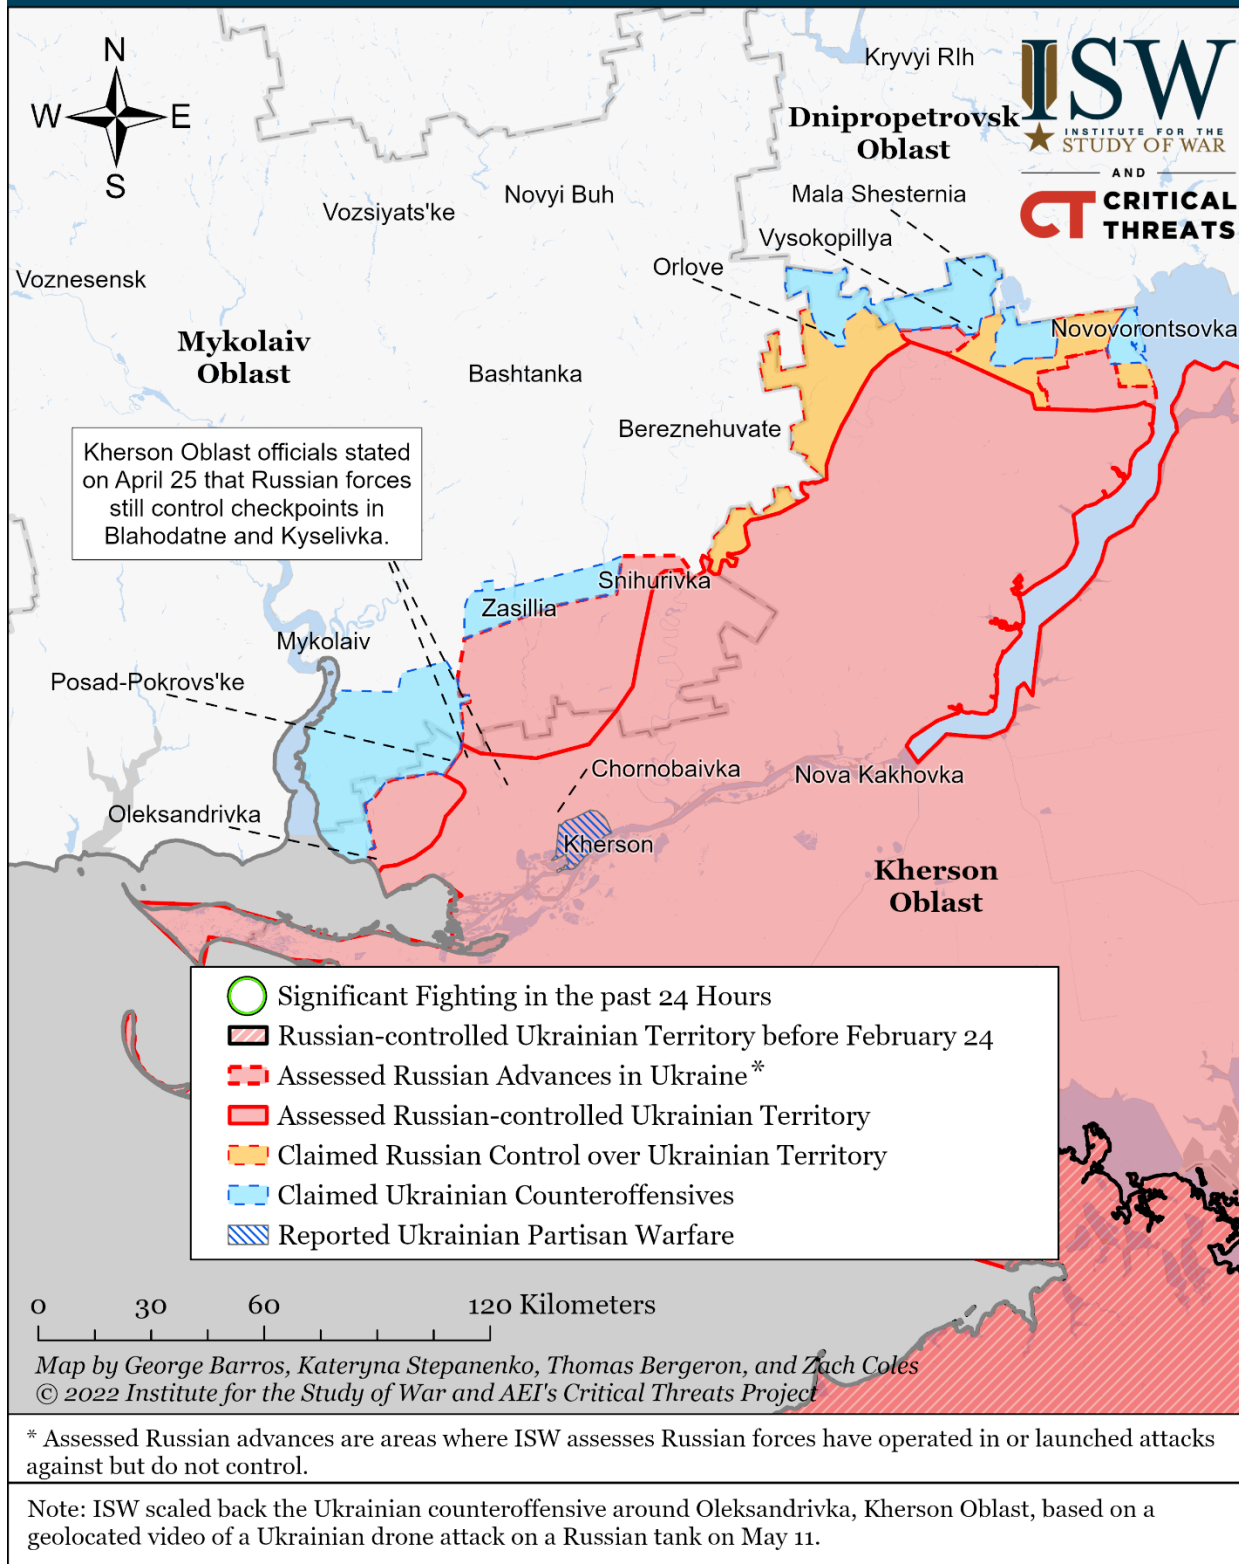 N
W
E
S
Kryvyi RIh
ISW
INSTITUTE FOR THE
STUDY OF WAR
AND
CT CRITICAL
THREATS
Dnipropetrovsk
Oblast
Mala Shesternia
Novyi Buh
Vozsiyats'ke
Vysokopillya
Orlove
Voznesensk
Novovorontsovka
Mykolaiv
Oblast
Bashtanka
Bereznehuvate
Kherson Oblast officials stated
on April 25 that Russian forces
still control checkpoints in
Blahodatne and Kyselivka.
Snihurivka
Zasillia
Mykolaiv
Posad-Pokrovs'ke
Chornobaivka
Nova Kakhovka
Oleksandrivka
Kherson
Kherson
Oblast
Significant Fighting in the past 24 Hours
Russian-controlled Ukrainian Territory before February 24
Assessed Russian Advances in Ukraine*
Assessed Russian-controlled Ukrainian Territory
Claimed Russian Control over Ukrainian Territory
Claimed Ukrainian Counteroffensives
Reported Ukrainian Partisan Warfare
0 30 60 120 Kilometers
Map by George Barros, Kateryna Stepanenko, Thomas Bergeron, and Zach Coles
© 2022 Institute for the Study of War and AEI's Critical Threats Project
* Assessed Russian advances are areas where ISW assesses Russian forces have operated in or launched attacks
against but do not control.
Note: ISW scaled back the Ukrainian counteroffensive around Oleksandrivka, Kherson Oblast, based on a
geolocated video of a Ukrainian drone attack on a Russian tank on May 11.